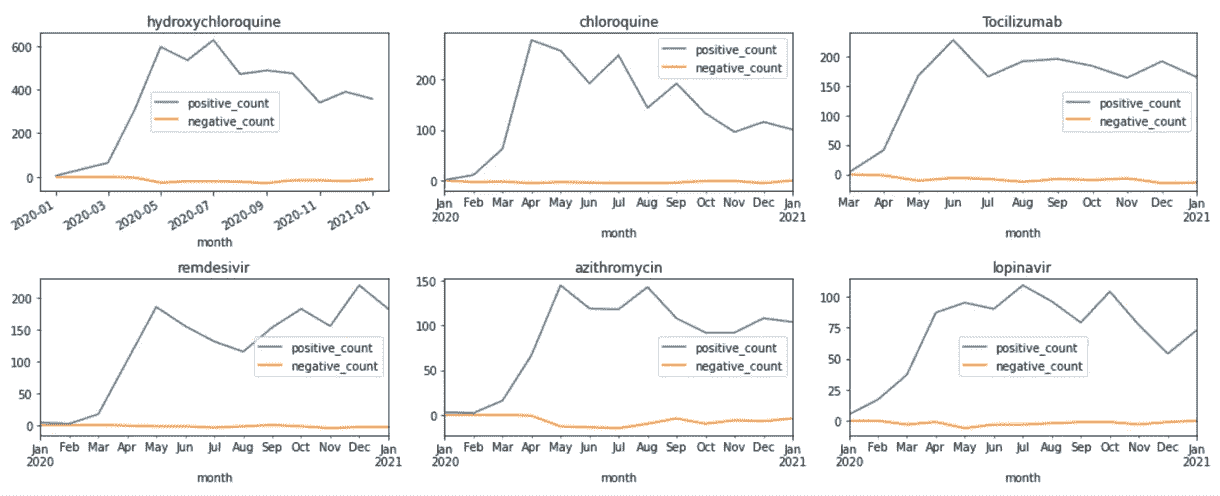 hydroxychloroquine
600
400
200
0
positive_count
negative_count
2020-01
2020-03
2020-05
2020-07
2020-09
2020-11
2021-01
month
chloroquine
200
100
0
positive_count
negative_count
Jan Feb Mar Apr May Jun Jul Aug Sep Oct Nov Dec Jan
2020 2021
month
Tocilizumab
200
150
100
50
0
positive_count
negative_count
Mar Apr May Jun Jul Aug Sep Oct Nov Dec Jan
2021
month
remdesivir
200
150
100
50
0
positive_count
negative_count
Jan Feb Mar Apr May Jun Jul Aug Sep Oct Nov Dec Jan
2020 2021
month
azithromycin
150
100
50
0
positive_count
negative_count
Jan Feb Mar Apr May Jun Jul Aug Sep Oct Nov Dec Jan
2020 2021
month
lopinavir
100
75
50
25
0
positive_count
negative_count
Jan Feb Mar Apr May Jun Jul Aug Sep Oct Nov Dec Jan
2020 2021
month